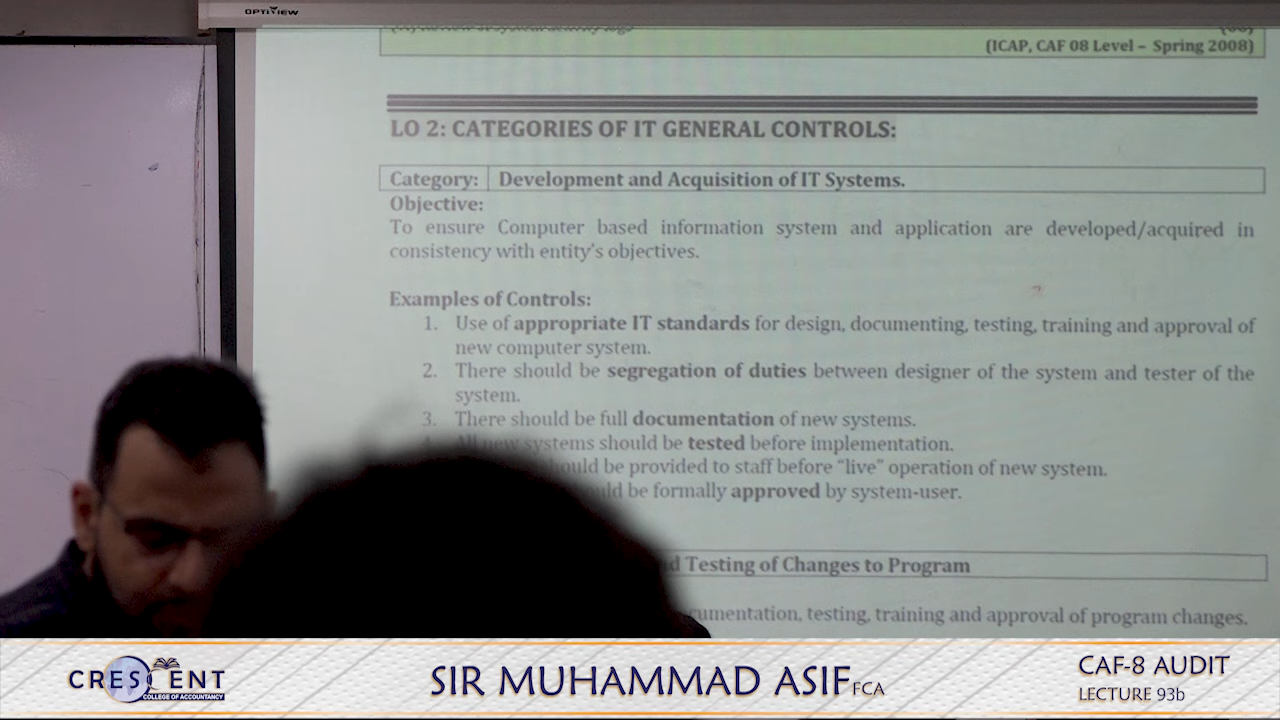 OPTIVIEW
(ICAP, CAF 08 Level – Spring 2008)
LO 2: CATEGORIES OF IT GENERAL CONTROLS:
Category: Development and Acquisition of IT Systems.
Objective:
To ensure Computer based information system and application are developed/acquired in
consistency with entity's objectives.
Examples of Controls:
1. Use of appropriate IT standards for design, documenting, testing, training and approval of
new computer system.
2. There should be segregation of duties between designer of the system and tester of the
system.
3. There should be full documentation of new systems.
4. All new systems should be tested before implementation.
should be provided to staff before "live" operation of new system.
be formally approved by system-user.
Testing of Changes to Program
testing, training and approval of program changes.
CRESCENT
COLLEGE OF ACCOUNTANCY
SIR MUHAMMAD ASIF FCA
CAF-8 AUDIT
LECTURE 93b